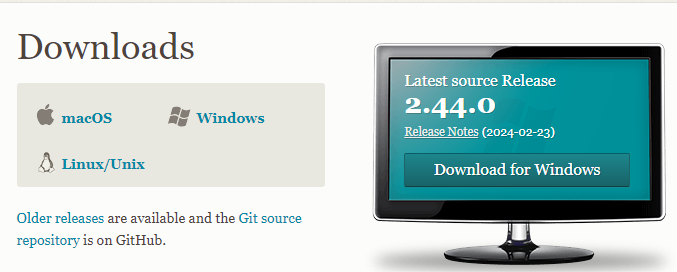 Downloads
macOS
Windows
Linux/Unix
Older releases are available and the Git source
repository is on GitHub.
Latest source Release
2.44.0
Release Notes (2024-02-23)
Download for Windows